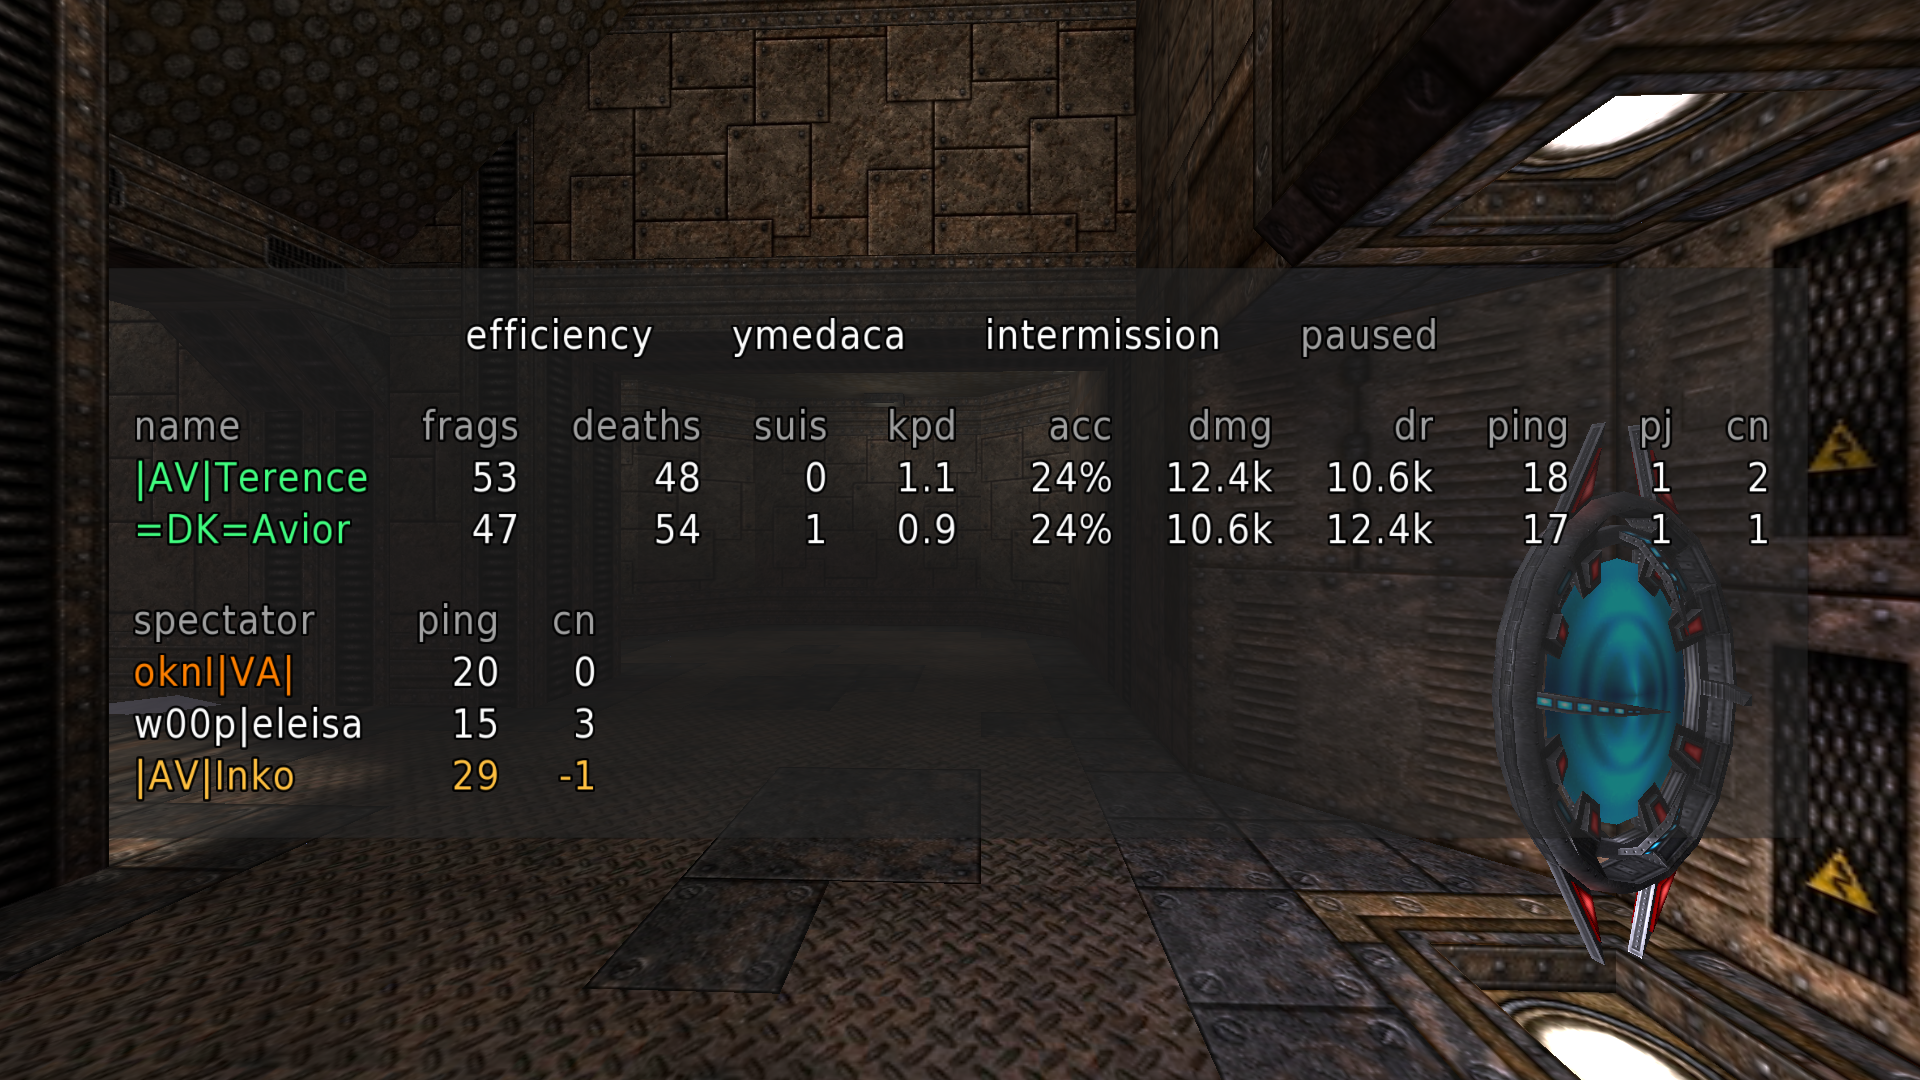 efficiency ymedaca intermission paused
name frags deaths suis kpd acc dmg dr ping pj cn
|AV|Terence 53 48 0 1.1 24% 12.4k 10.6k 18 1 2
=DK=Avior 47 54 1 0.9 24% 10.6k 12.4k 17 1 1
spectator ping cn
oknI|VA| 20 0
w00p|eleisa 15 3
|AV|Inko 29 -1